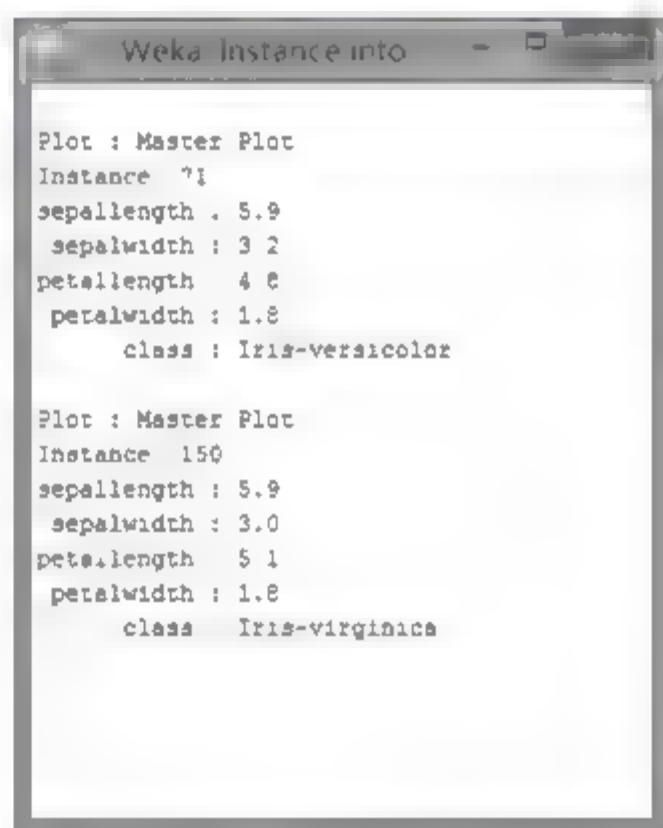 Weka Instance info
Plot : Master Plot
Instance 71
sepallength . 5.9
sepalwidth : 3 2
petallength 4 8
petalwidth : 1.8
class : Iris-versicolor
Plot : Master Plot
Instance 150
sepallength : 5.9
sepalwidth : 3.0
petallength 5 1
petalwidth : 1.8
class Iris-virginica